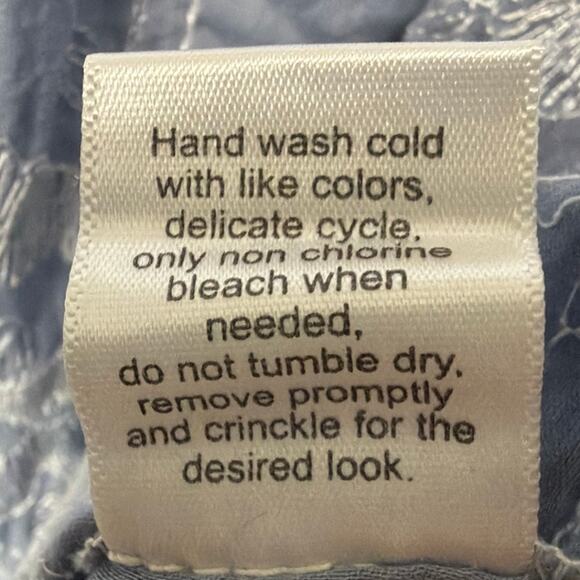 Hand wash cold
with like colors,
delicate cycle.
only non chlorine
bleach when
needed,
do not tumble dry.
remove promptly
and crinckle for the
desired look.